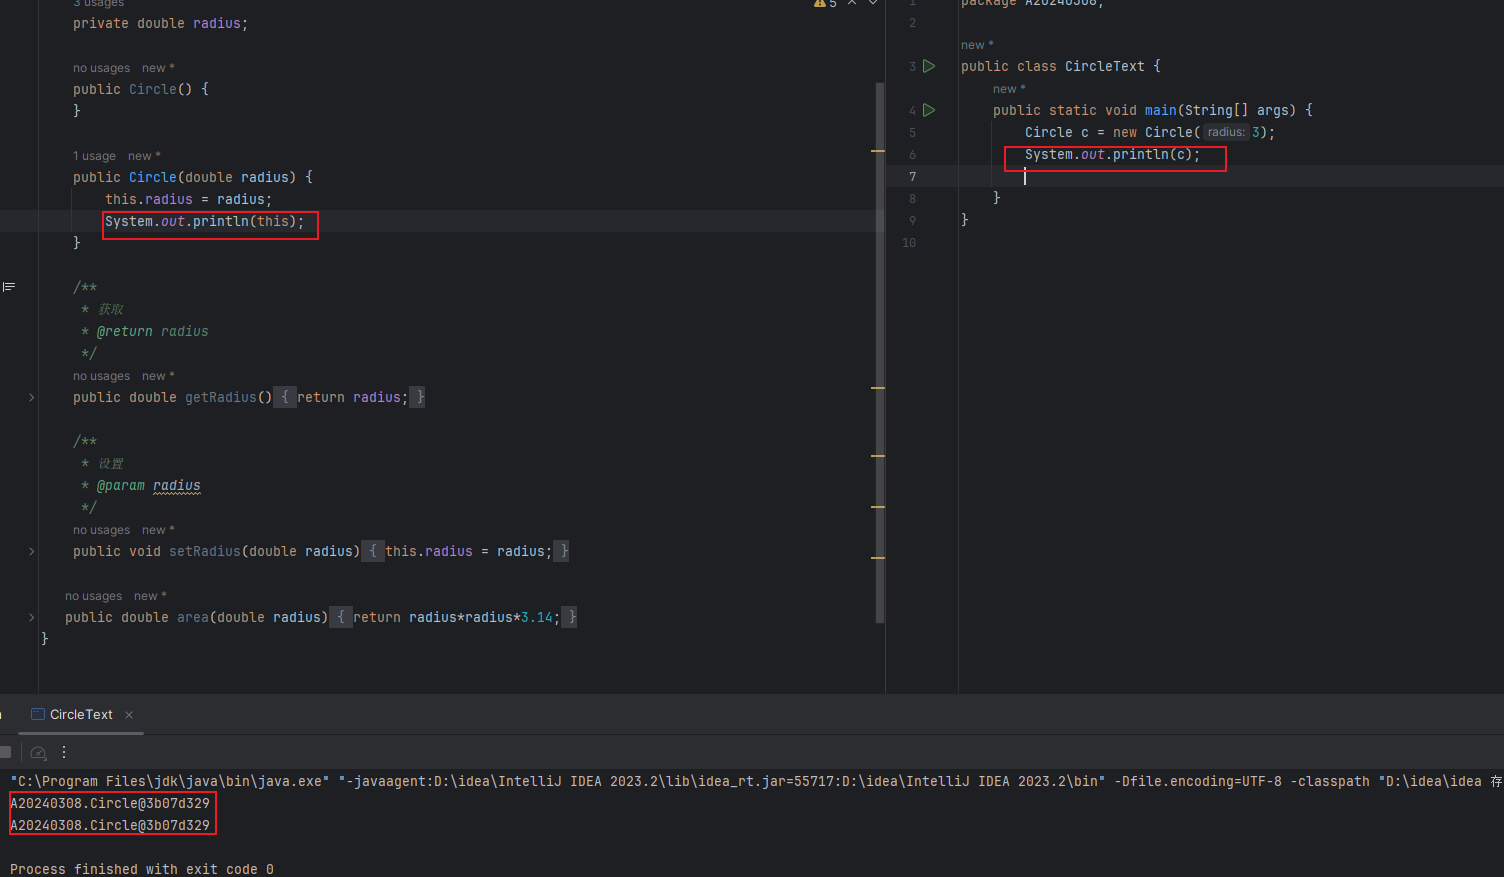 3 usages
private double radius;
no usages   new *
public Circle() {
}
1 usage   new *
public Circle(double radius) {
this.radius = radius;
System.out.println(this);
}
/**
* 获取
* @return radius
*/
no usages   new *
public double getRadius() { return radius; }
/**
* 设置
* @param radius
*/
no usages   new *
public void setRadius(double radius) { this.radius = radius; }
no usages   new *
public double area(double radius) { return radius*radius*3.14; }
}
5
1 package A20240308;
2
new *
3 public class CircleText {
new *
4 public static void main(String[] args) {
5 Circle c = new Circle( radius: 3);
6 System.out.println(c);
7
8 }
9 }
10
CircleText
"C:\Program Files\jdk\java\bin\java.exe" "-javaagent:D:\idea\IntelliJ IDEA 2023.2\lib\idea_rt.jar=55717:D:\idea\IntelliJ IDEA 2023.2\bin" -Dfile.encoding=UTF-8 -classpath "D:\idea\idea 存
A20240308.Circle@3b07d329
A20240308.Circle@3b07d329
Process finished with exit code 0